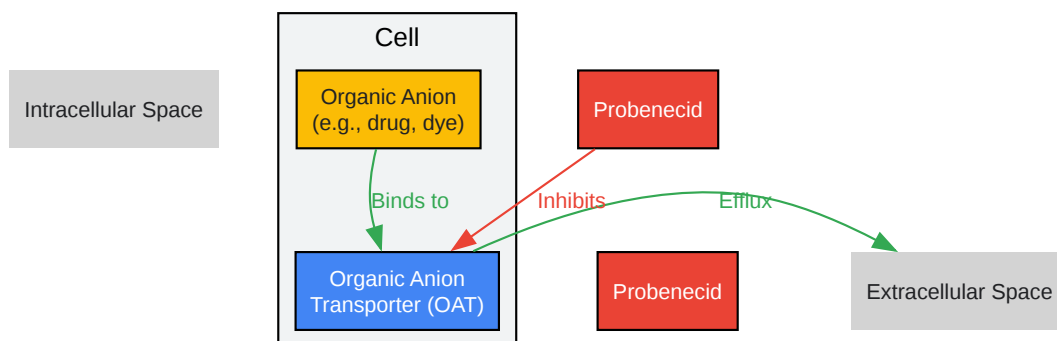 Cell
Intracellular Space
Organic Anion
(e.g., drug, dye)
Probenecid
Binds to
Inhibits
Efflux
Organic Anion
Transporter (OAT)
Probenecid
Extracellular Space